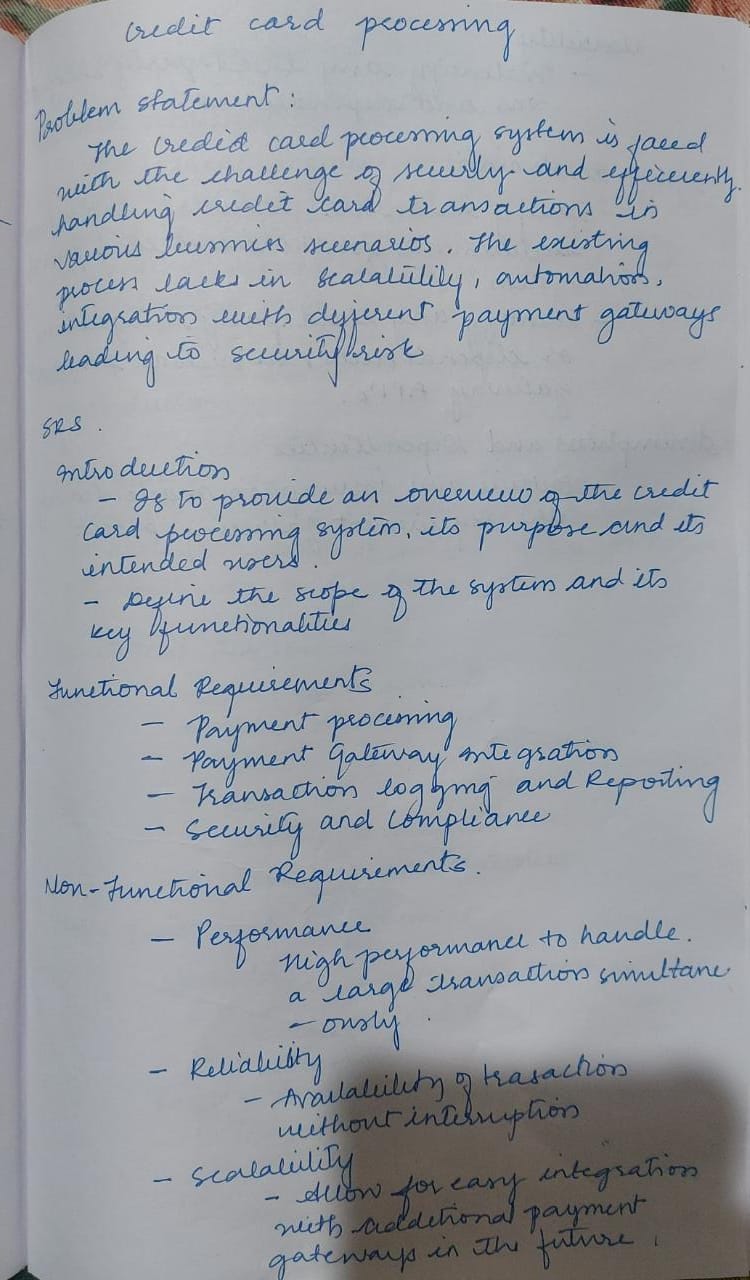 Credit card processing
Problem statement :
The credit card processing system is faced
with the challenge of securly and efficiently
handling credit card transactions in
various business scenarios. The existing
process lacks in scalability, automation,
integration with different payment gateways
leading to security risk
SRS.
Introduction
- Is to provide an overview of the credit
card processing system, its purpose and its
intended users.
- Define the scope of the system and its
key functionalities
Functional Requirements
- Payment processing
- Payment Gateway Integration
- Transaction logging and Reporting
- Security and Compliance
Non-Functional Requirements.
- Performance
High performance to handle.
a large transaction simultane
- ously.
- Reliability
- Availability of trasaction
without interruption
- Scalability
- Allow for easy integration
with additional payment
gateways in the future.